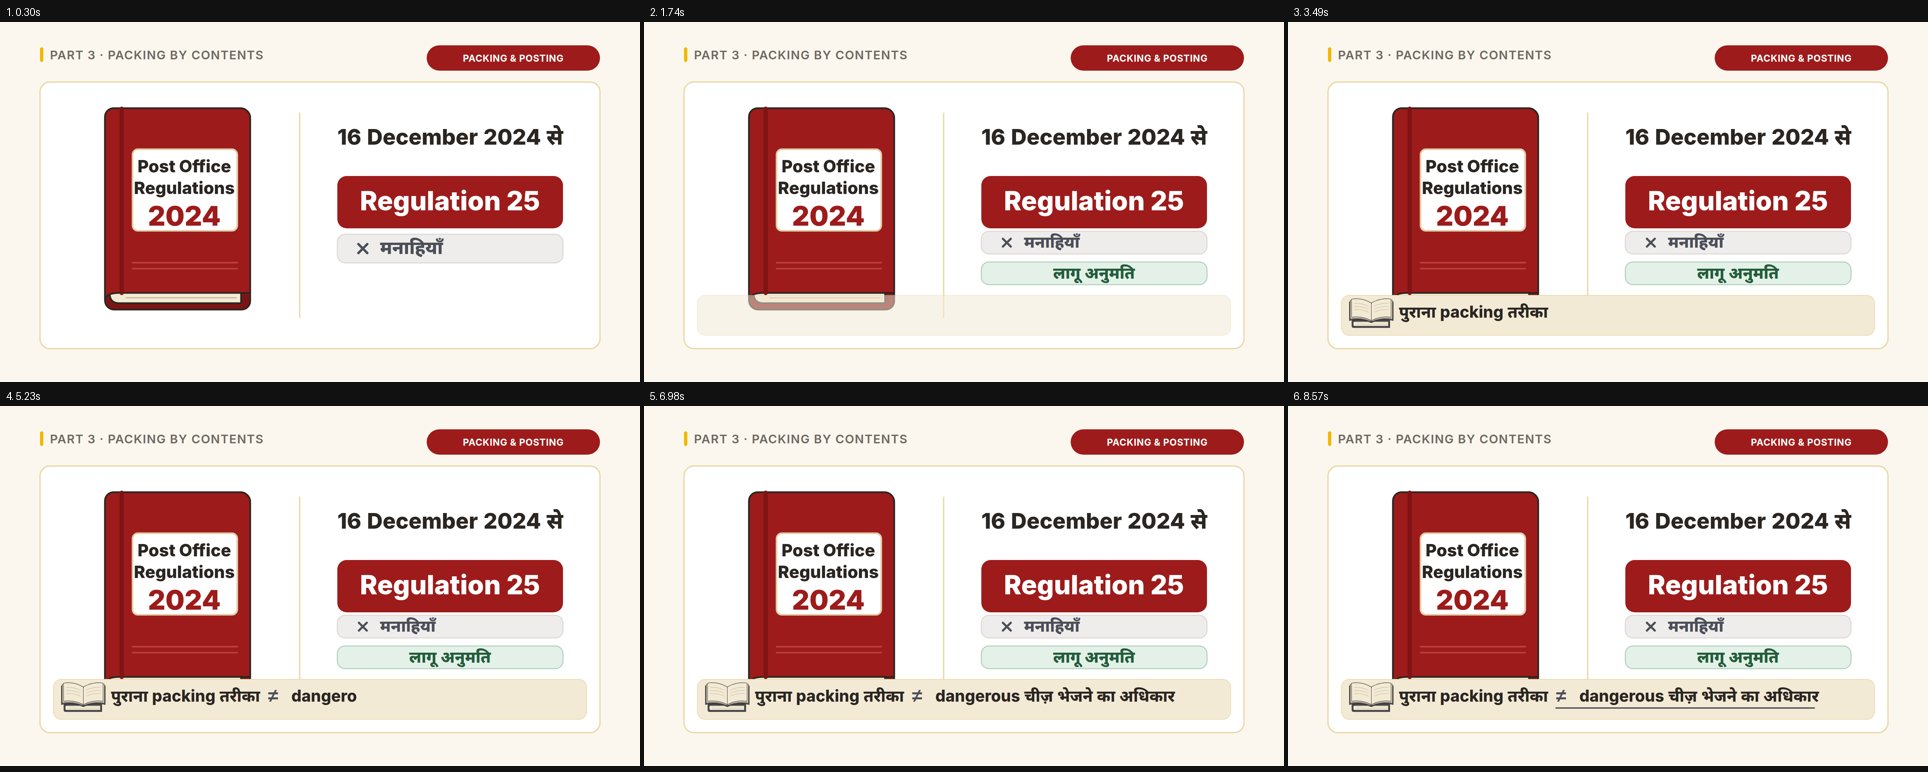 1. 0.30s
PART 3 · PACKING BY CONTENTS
PACKING & POSTING
Post Office
Regulations
2024
16 December 2024 से
Regulation 25
× मनाहियाँ
2. 1.74s
PART 3 · PACKING BY CONTENTS
PACKING & POSTING
Post Office
Regulations
2024
16 December 2024 से
Regulation 25
× मनाहियाँ
लागू अनुमति
3. 3.49s
PART 3 · PACKING BY CONTENTS
PACKING & POSTING
Post Office
Regulations
2024
16 December 2024 से
Regulation 25
× मनाहियाँ
लागू अनुमति
पुराना packing तरीका
4. 5.23s
PART 3 · PACKING BY CONTENTS
PACKING & POSTING
Post Office
Regulations
2024
16 December 2024 से
Regulation 25
× मनाहियाँ
लागू अनुमति
पुराना packing तरीका ≠ dangero
5. 6.98s
PART 3 · PACKING BY CONTENTS
PACKING & POSTING
Post Office
Regulations
2024
16 December 2024 से
Regulation 25
× मनाहियाँ
लागू अनुमति
पुराना packing तरीका ≠ dangerous चीज़ भेजने का अधिकार
6. 8.57s
PART 3 · PACKING BY CONTENTS
PACKING & POSTING
Post Office
Regulations
2024
16 December 2024 से
Regulation 25
× मनाहियाँ
लागू अनुमति
पुराना packing तरीका ≠ dangerous चीज़ भेजने का अधिकार